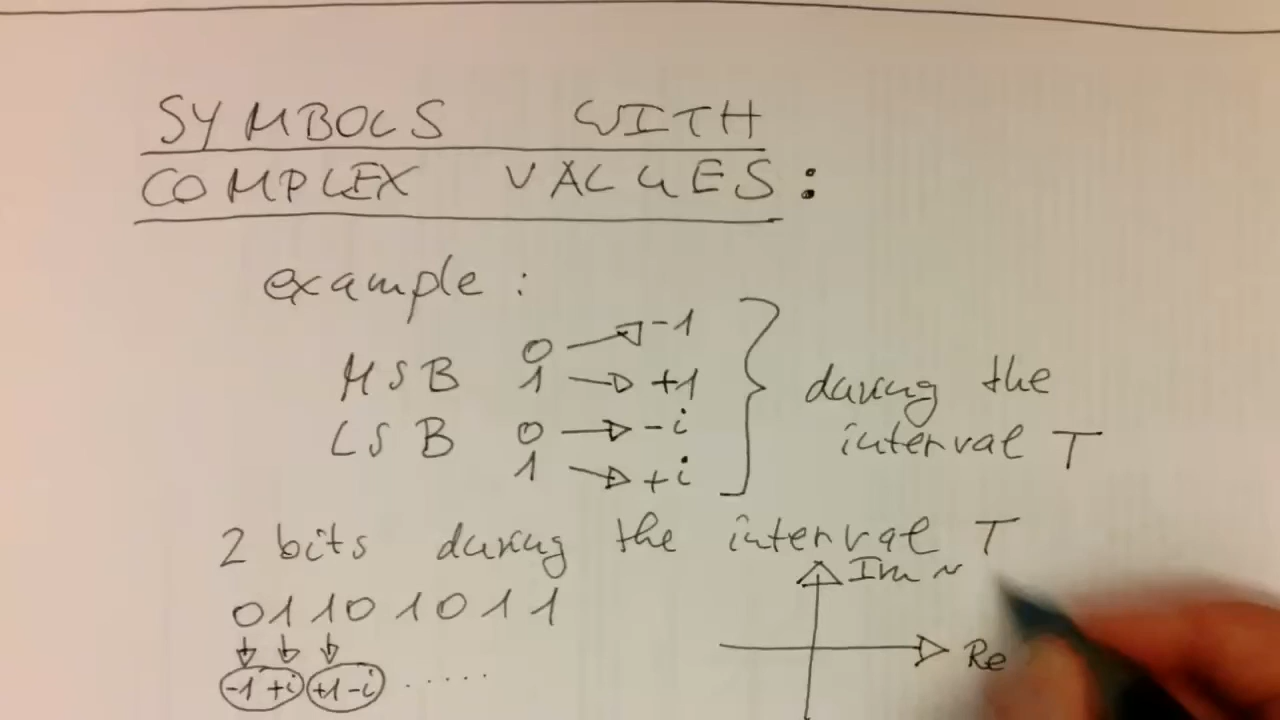 SYMBOLS WITH
COMPLEX VALUES:
example:
MSB 0 → -1
1 → +1
LSB 0 → -i
1 → +i
during the
interval T
2 bits during the interval T
Im
01101011
Re
-1 +i +1 -i .....